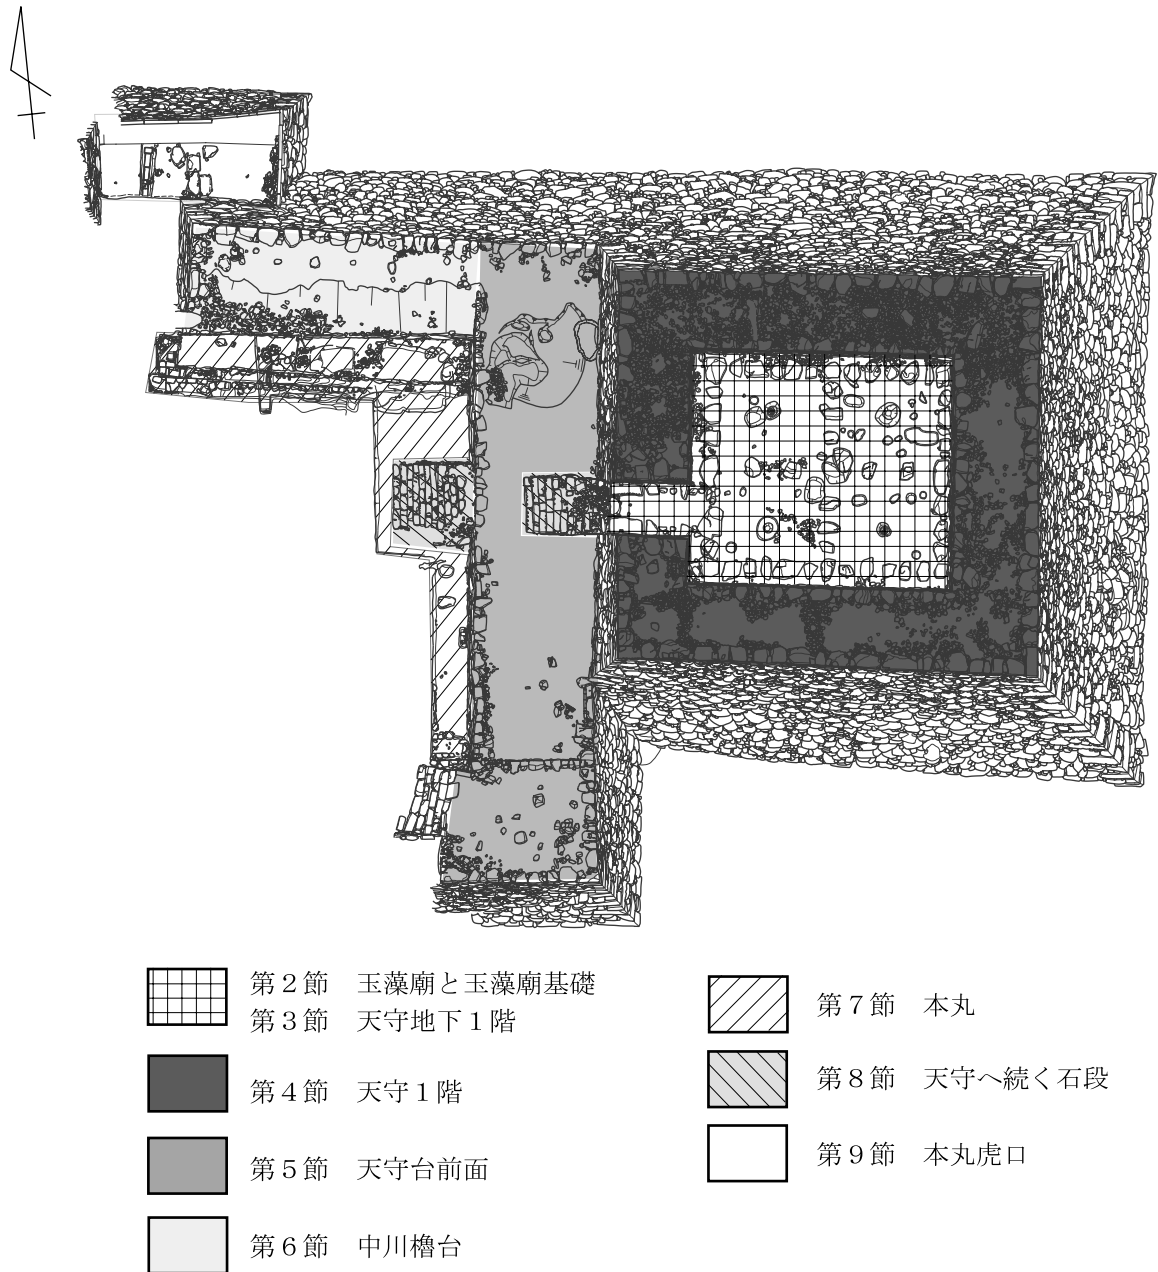 第２節　玉藻廟と玉藻廟基礎
第３節　天守地下１階
第４節　天守１階
第５節　天守台前面
第６節　中川櫓台
第７節　本丸
第８節　天守へ続く石段
第９節　本丸虎口